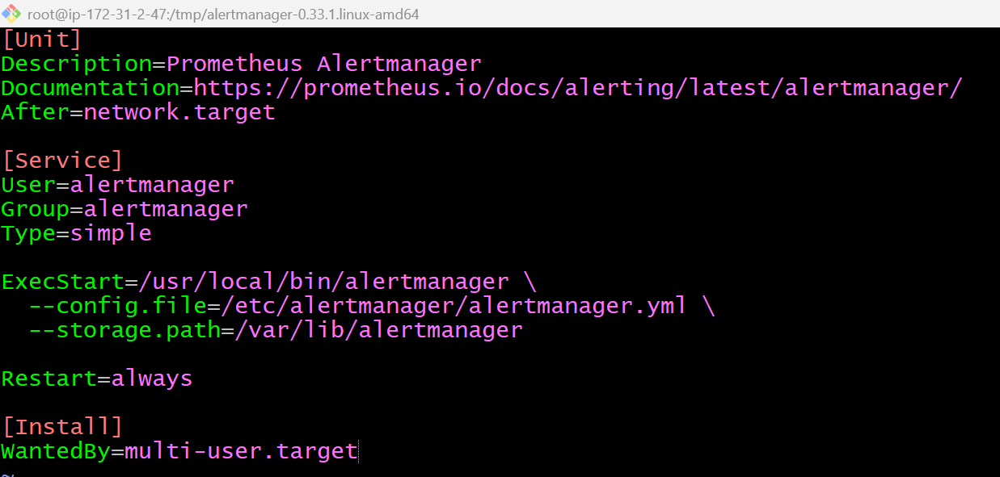 root@ip-172-31-2-47:/tmp/alertmanager-0.33.1.linux-amd64
[Unit]
Description=Prometheus Alertmanager
Documentation=https://prometheus.io/docs/alerting/latest/alertmanager/
After=network.target

[Service]
User=alertmanager
Group=alertmanager
Type=simple

ExecStart=/usr/local/bin/alertmanager \
  --config.file=/etc/alertmanager/alertmanager.yml \
  --storage.path=/var/lib/alertmanager

Restart=always

[Install]
WantedBy=multi-user.target
~